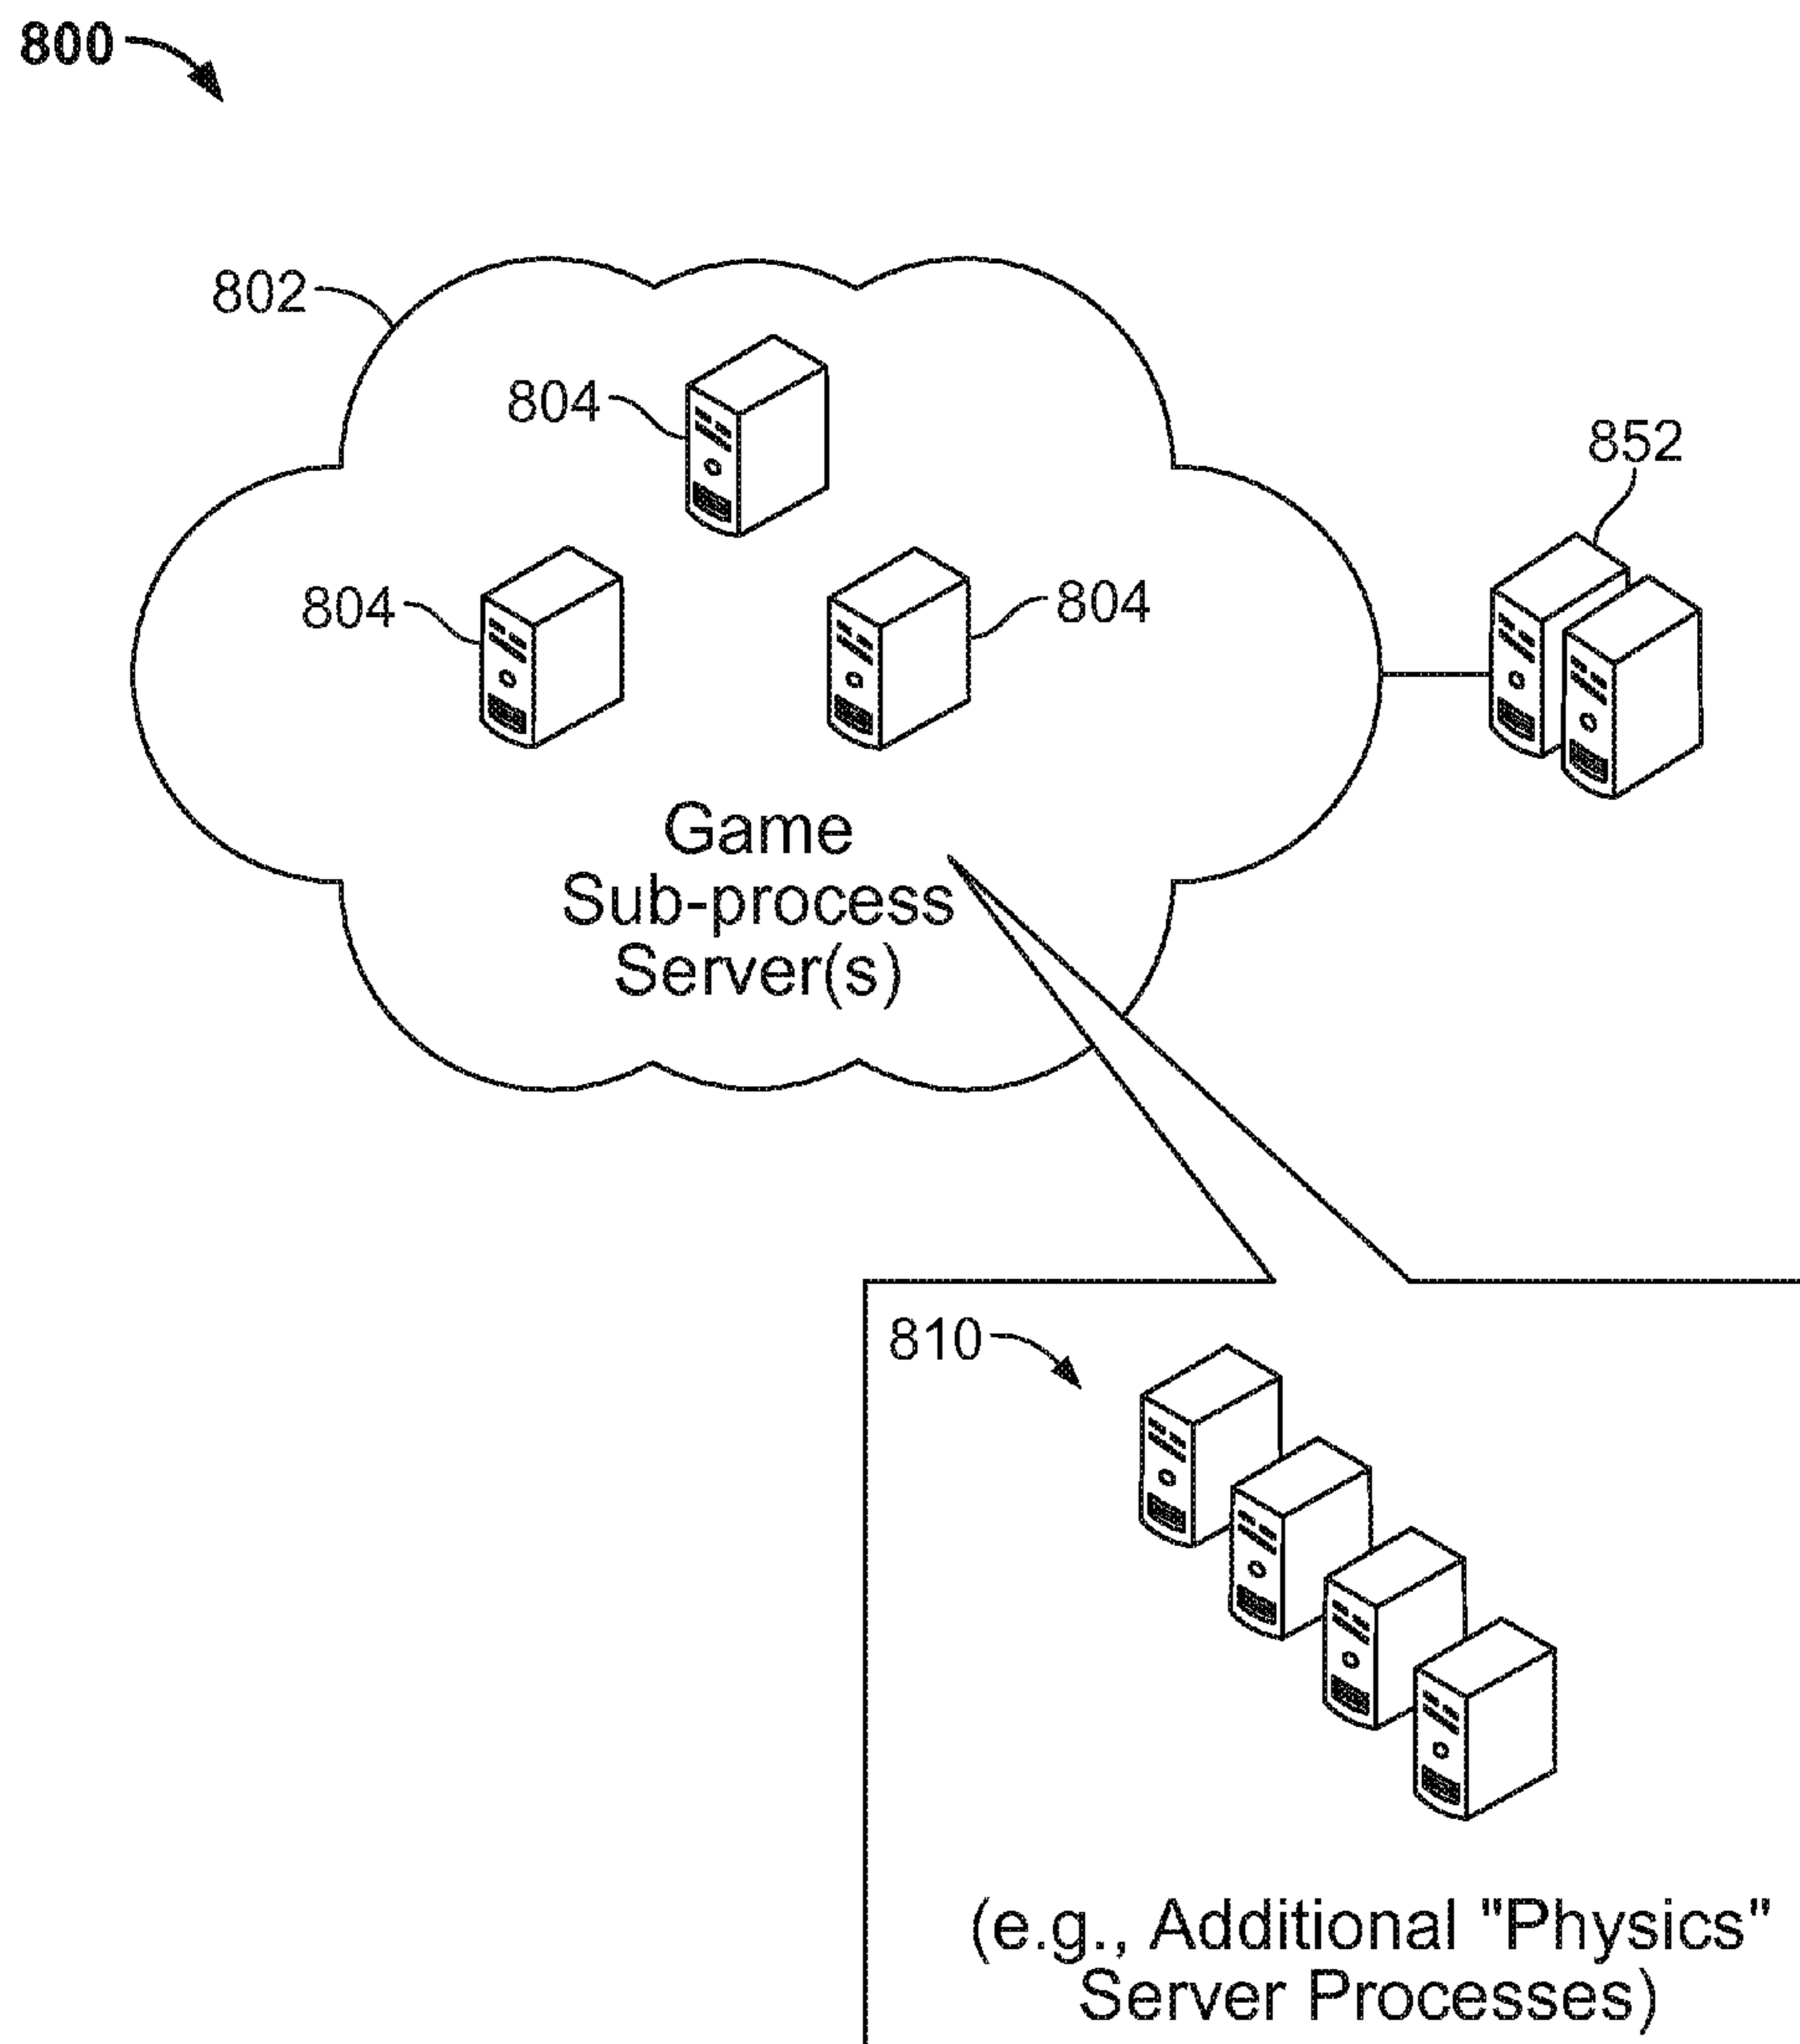 800
802
804
852
804
804
Game
Sub-process
Server(s)
810
(e.g., Additional "Physics"
Server Processes)